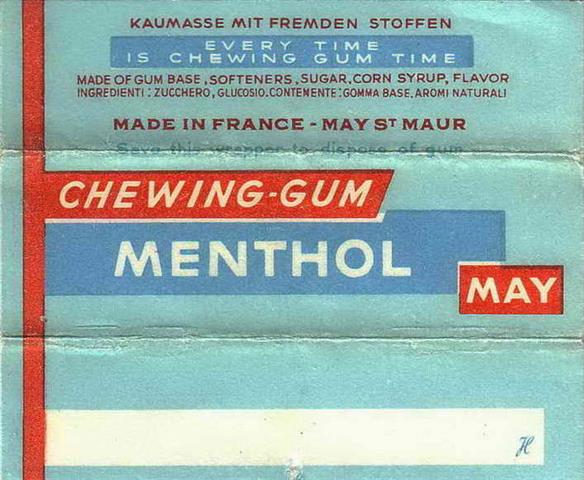 KAUMASSE MIT FREMDEN STOFFEN
EVERY TIME
IS CHEWING GUM TIME
MADE OF GUM BASE, SOFTENERS, SUGAR, CORN SYRUP, FLAVOR
INGREDIENTI: ZUCCHERO, GLUCOSIO. CONTEMENTE: GOMMA BASE, AROMI NATURALI
MADE IN FRANCE - MAY ST MAUR
Save this wrapper to dispose of gum
CHEWING-GUM
MENTHOL
MAY
H